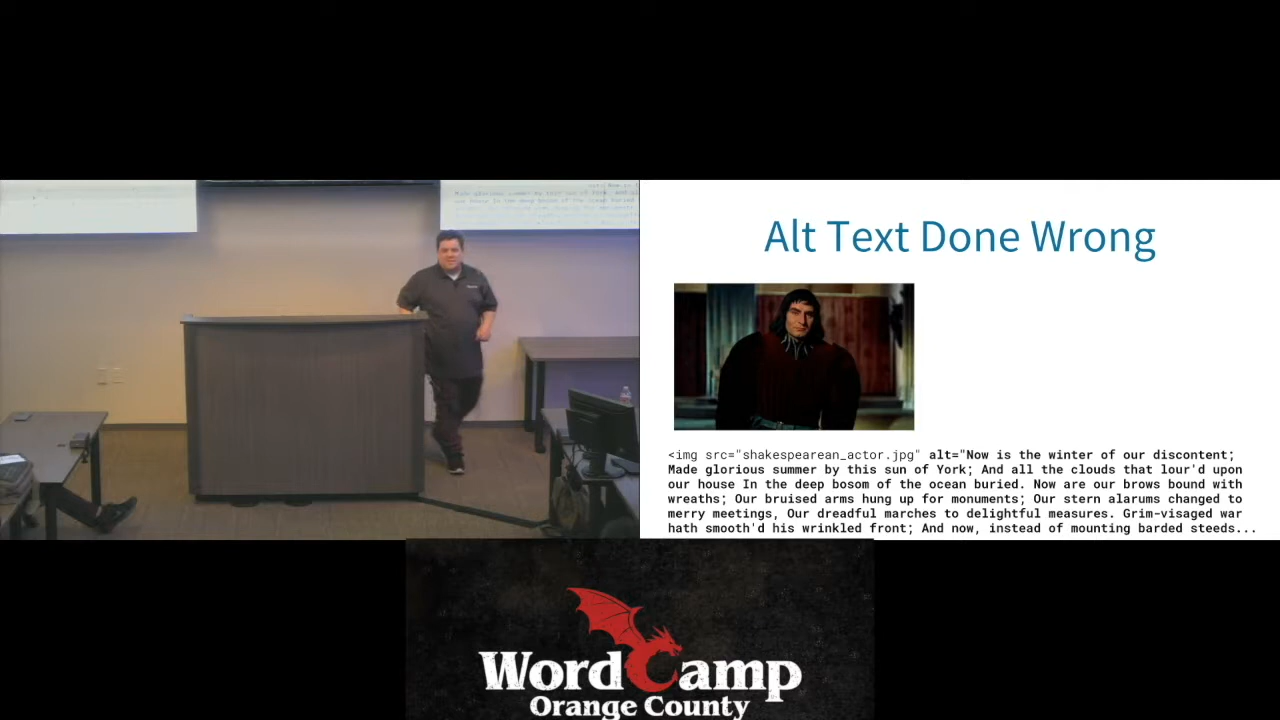 Alt Text Done Wrong
<img src="shakespearean_actor.jpg" alt="Now is the winter of our discontent;
Made glorious summer by this sun of York; And all the clouds that lour'd upon
our house In the deep bosom of the ocean buried. Now are our brows bound with
wreaths; Our bruised arms hung up for monuments; Our stern alarums changed to
merry meetings, Our dreadful marches to delightful measures. Grim-visaged war
hath smooth'd his wrinkled front; And now, instead of mounting barded steeds...
WordCamp
Orange County